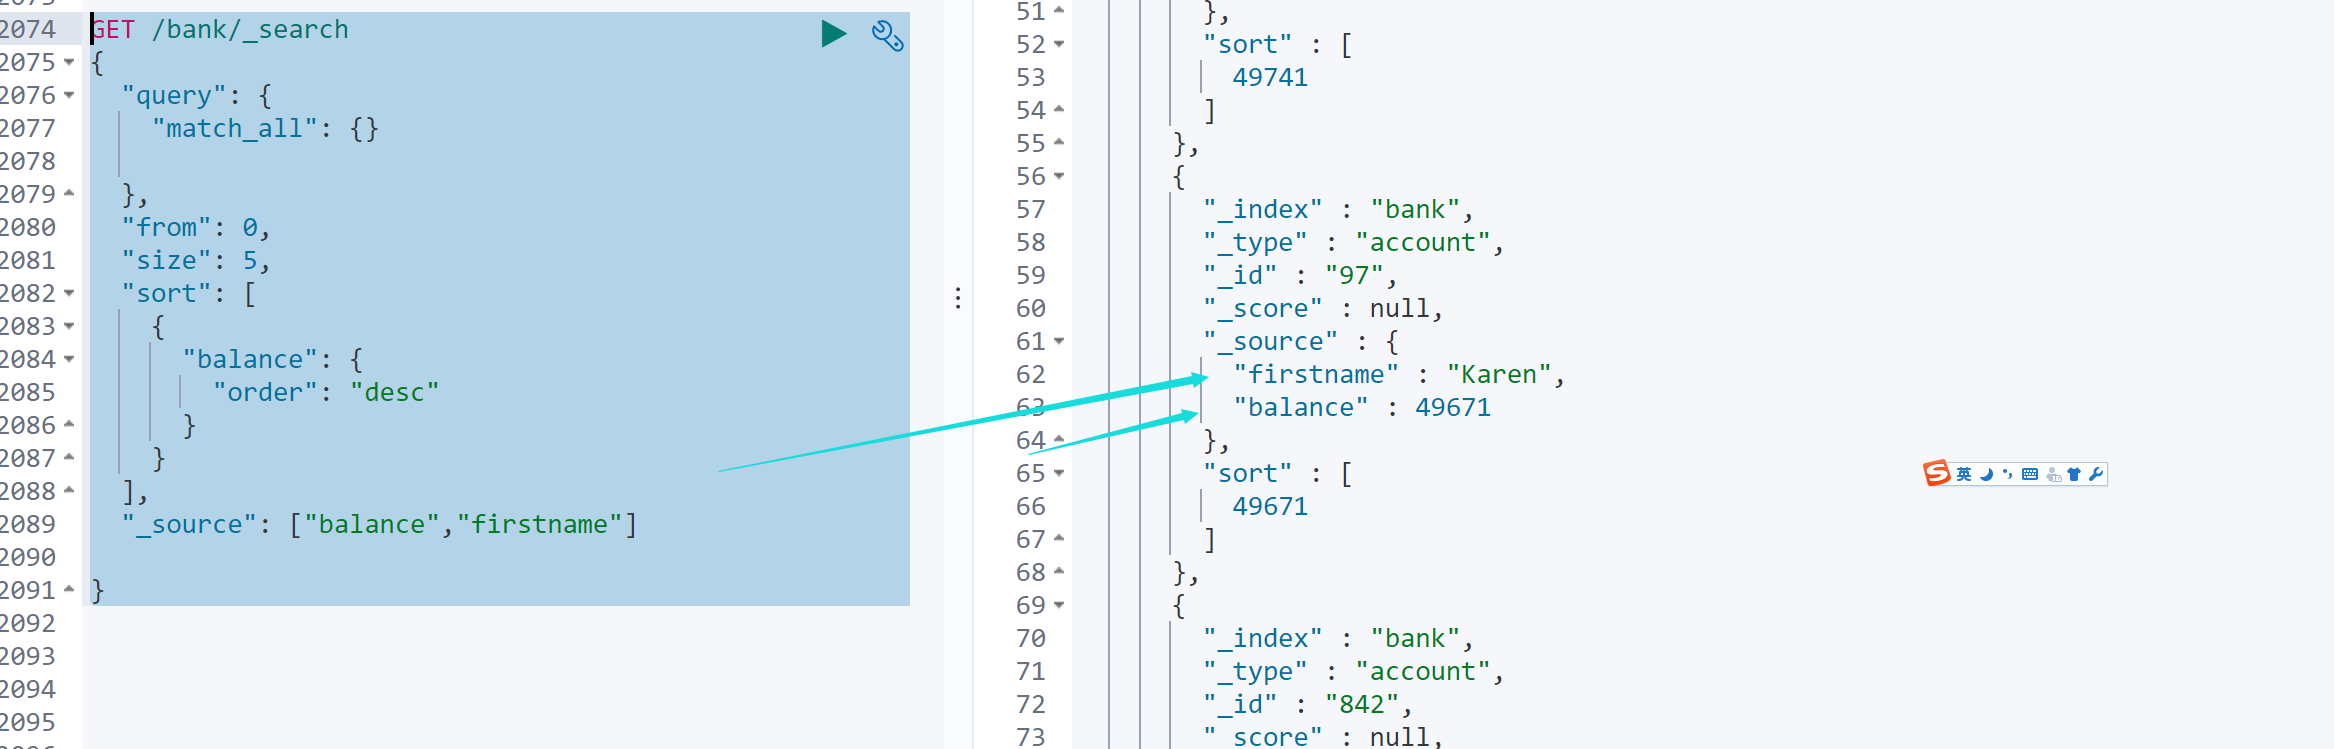 2074 GET /bank/_search
2075 {
2076 "query": {
2077 "match_all": {}
2078
2079 },
2080 "from": 0,
2081 "size": 5,
2082 "sort": [
2083 {
2084 "balance": {
2085 "order": "desc"
2086 }
2087 }
2088 ],
2089 "_source": ["balance","firstname"]
2090
2091 }
2092
2093
2094
2095
51 },
52 "sort" : [
53 49741
54 ]
55 },
56 {
57 "_index" : "bank",
58 "_type" : "account",
59 "_id" : "97",
60 "_score" : null,
61 "_source" : {
62 "firstname" : "Karen",
63 "balance" : 49671
64 },
65 "sort" : [
66 49671
67 ]
68 },
69 {
70 "_index" : "bank",
71 "_type" : "account",
72 "_id" : "842",
73 "_score" : null,
S 英